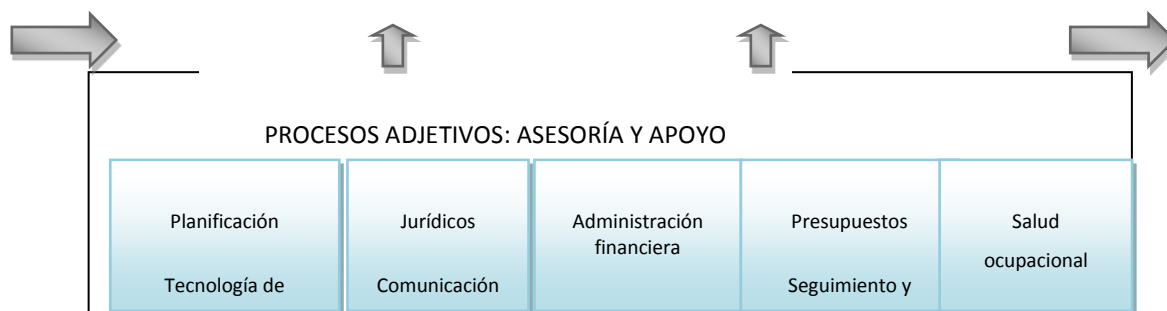 PROCESOS ADJETIVOS: ASESORÍA Y APOYO
Planificación
Tecnología de
Jurídicos
Comunicación
Administración
financiera
Presupuestos
Seguimiento y
Salud
ocupacional